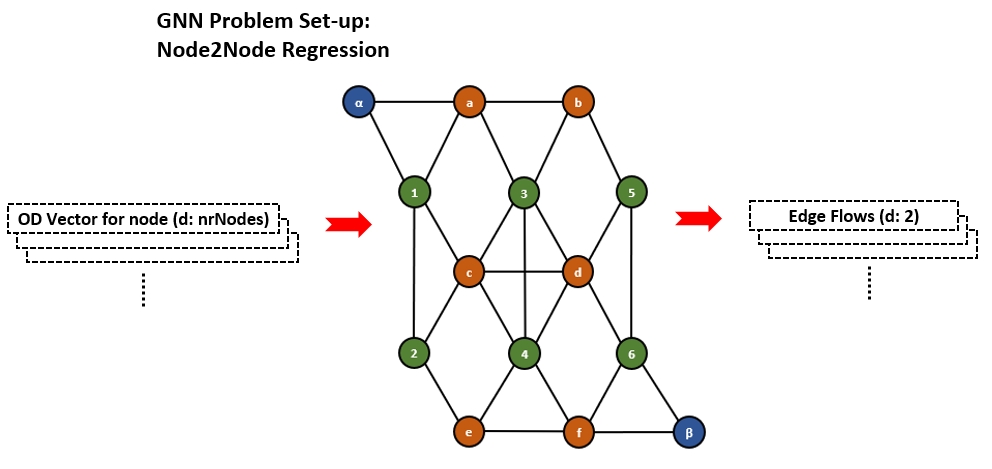 GNN Problem Set-up:
Node2Node Regression
α
a
b
1
3
5
OD Vector for node (d: nrNodes)
Edge Flows (d: 2)
c
d
2
4
6
e
f
β